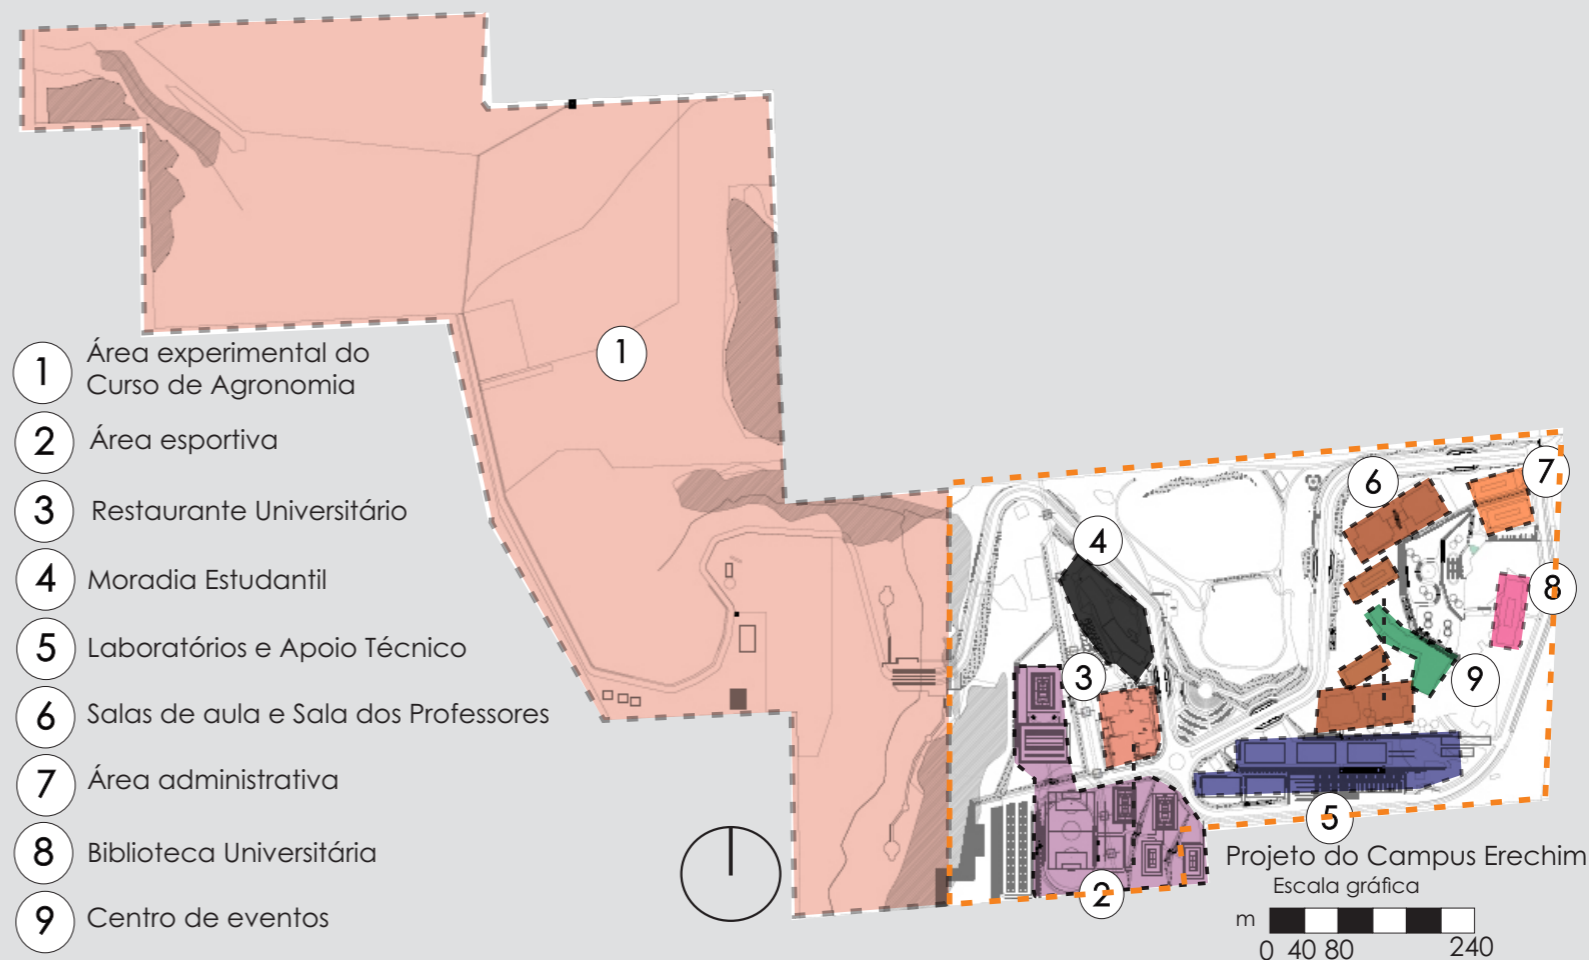 1 Área experimental do
Curso de Agronomia
2 Área esportiva
3 Restaurante Universitário
4 Moradia Estudantil
5 Laboratórios e Apoio Técnico
6 Salas de aula e Sala dos Professores
7 Área administrativa
8 Biblioteca Universitária
9 Centro de eventos
1
4
3
2
6
7
8
9
5
Projeto do Campus Erechim
Escala gráfica
m
0 40 80 240